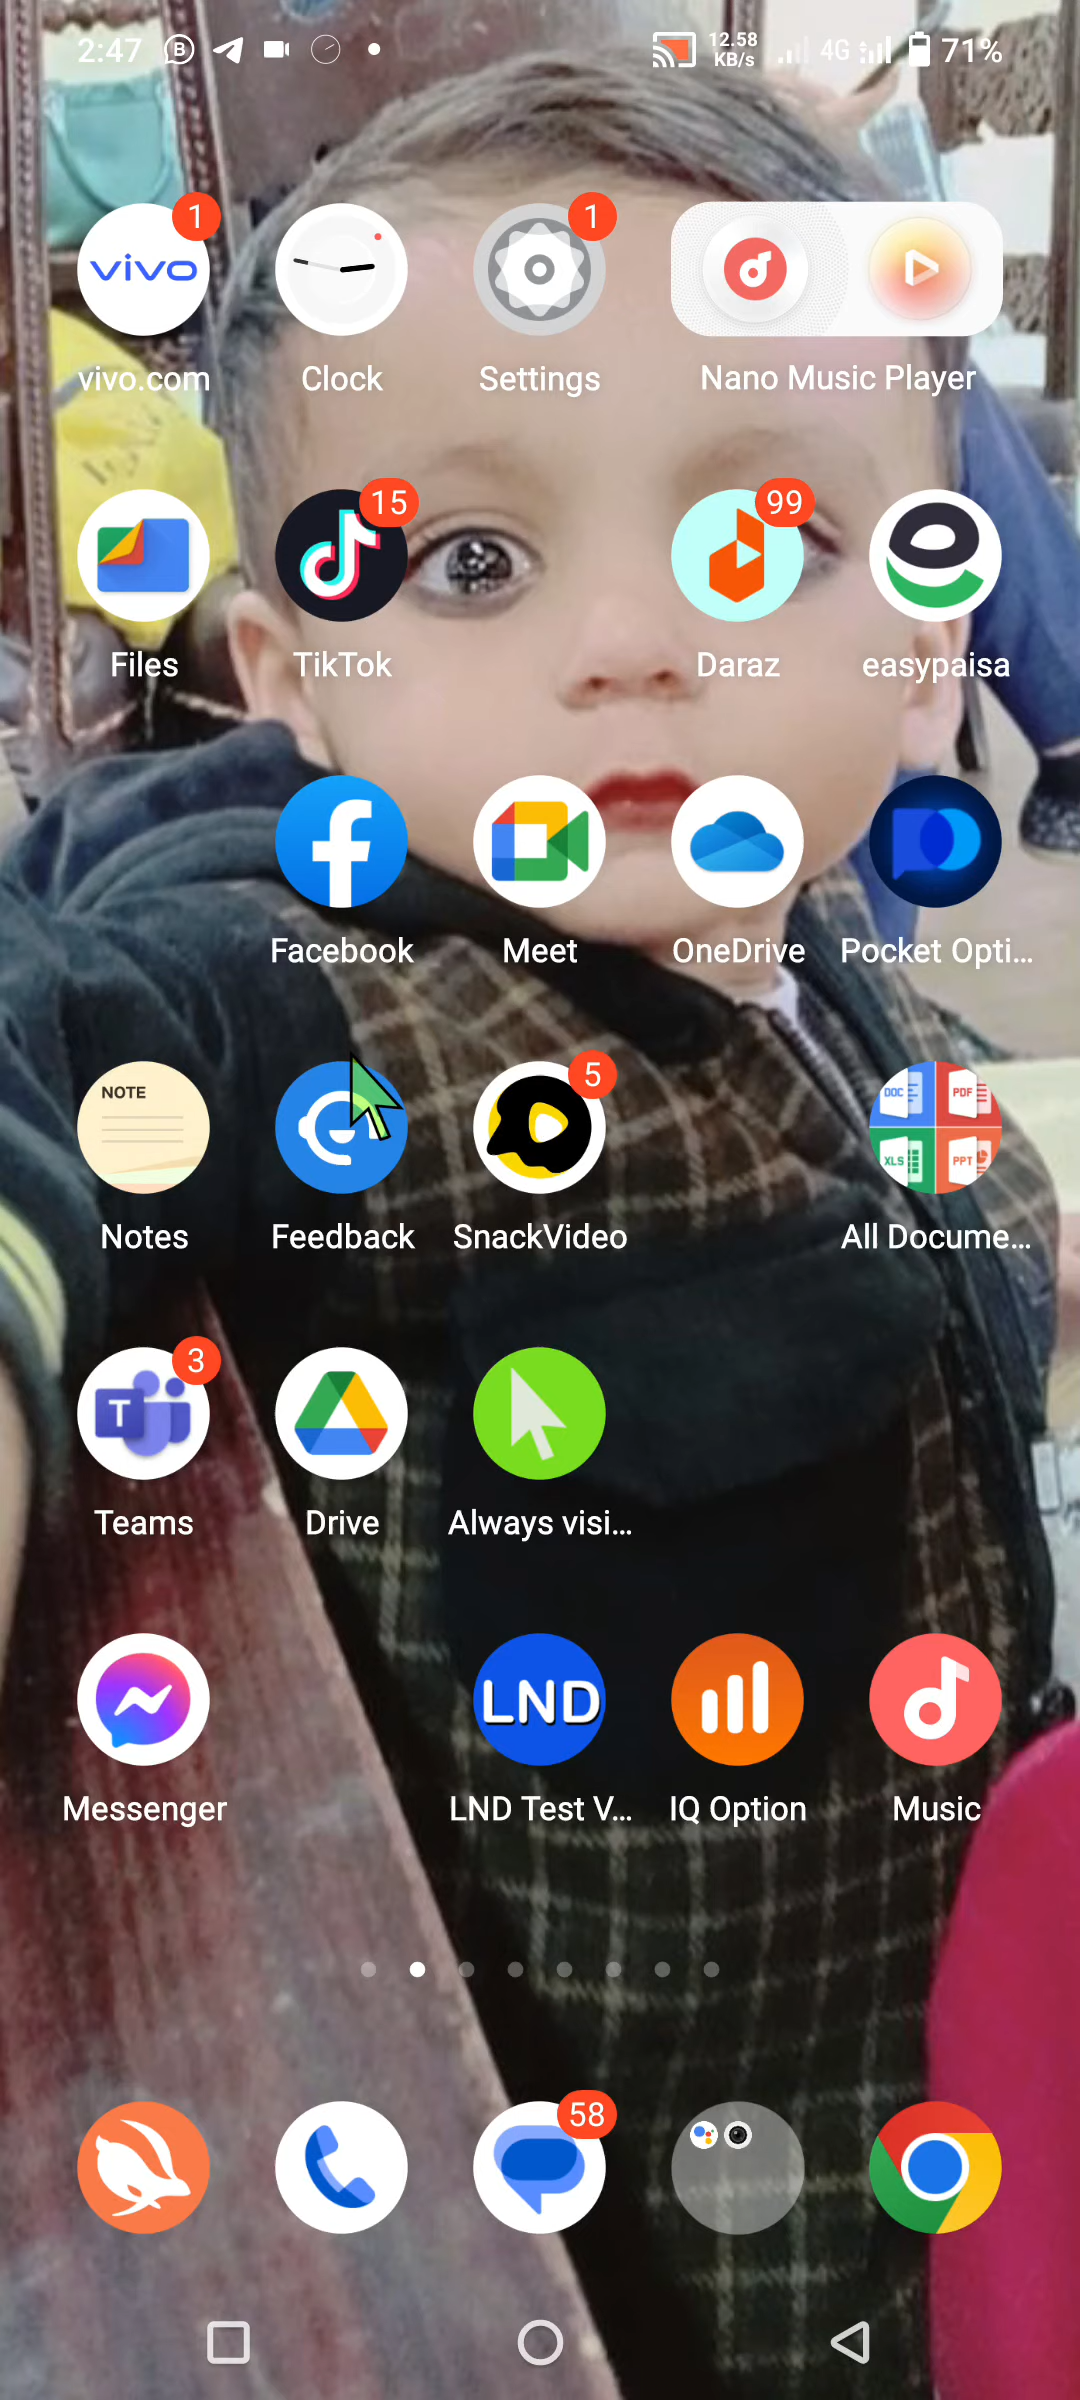 2:47 12.58 KB/s 4G 71%
1 1
vivo
vivo.com Clock Settings Nano Music Player
15 99
Files TikTok Daraz easypaisa
Facebook Meet OneDrive Pocket Opti...
5
NOTE DOC PDF
XLS PPT
Notes Feedback SnackVideo All Docume...
3
T
Teams Drive Always visi...
LND
Messenger LND Test V... IQ Option Music
58